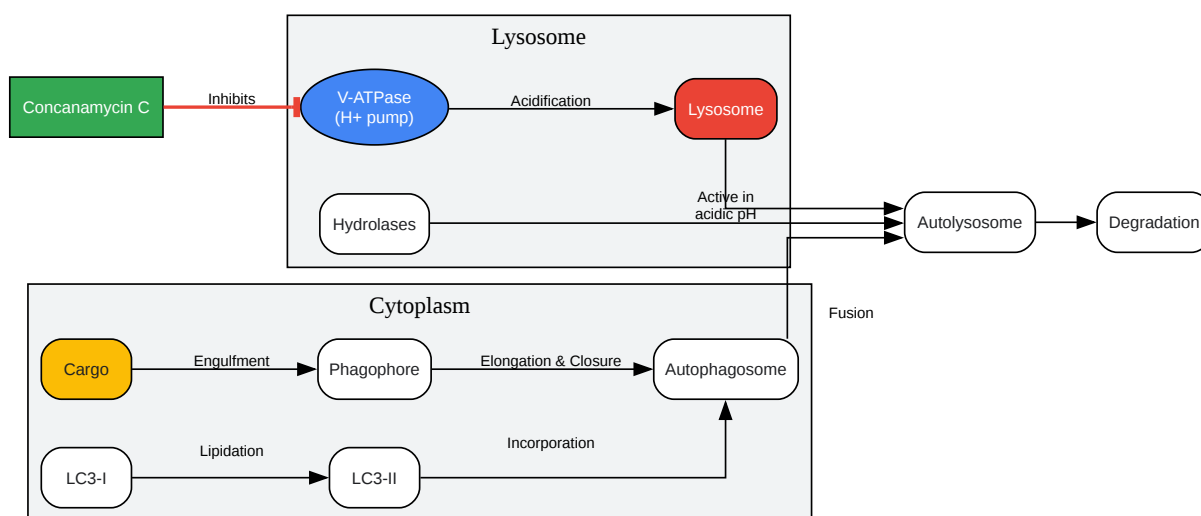 Lysosome
Concanamycin C
Inhibits
V-ATPase
(H+ pump)
Acidification
Lysosome
Hydrolases
Active in
acidic pH
Autolysosome
Degradation
Cytoplasm
Fusion
Cargo
Engulfment
Phagophore
Elongation & Closure
Autophagosome
LC3-I
Lipidation
LC3-II
Incorporation